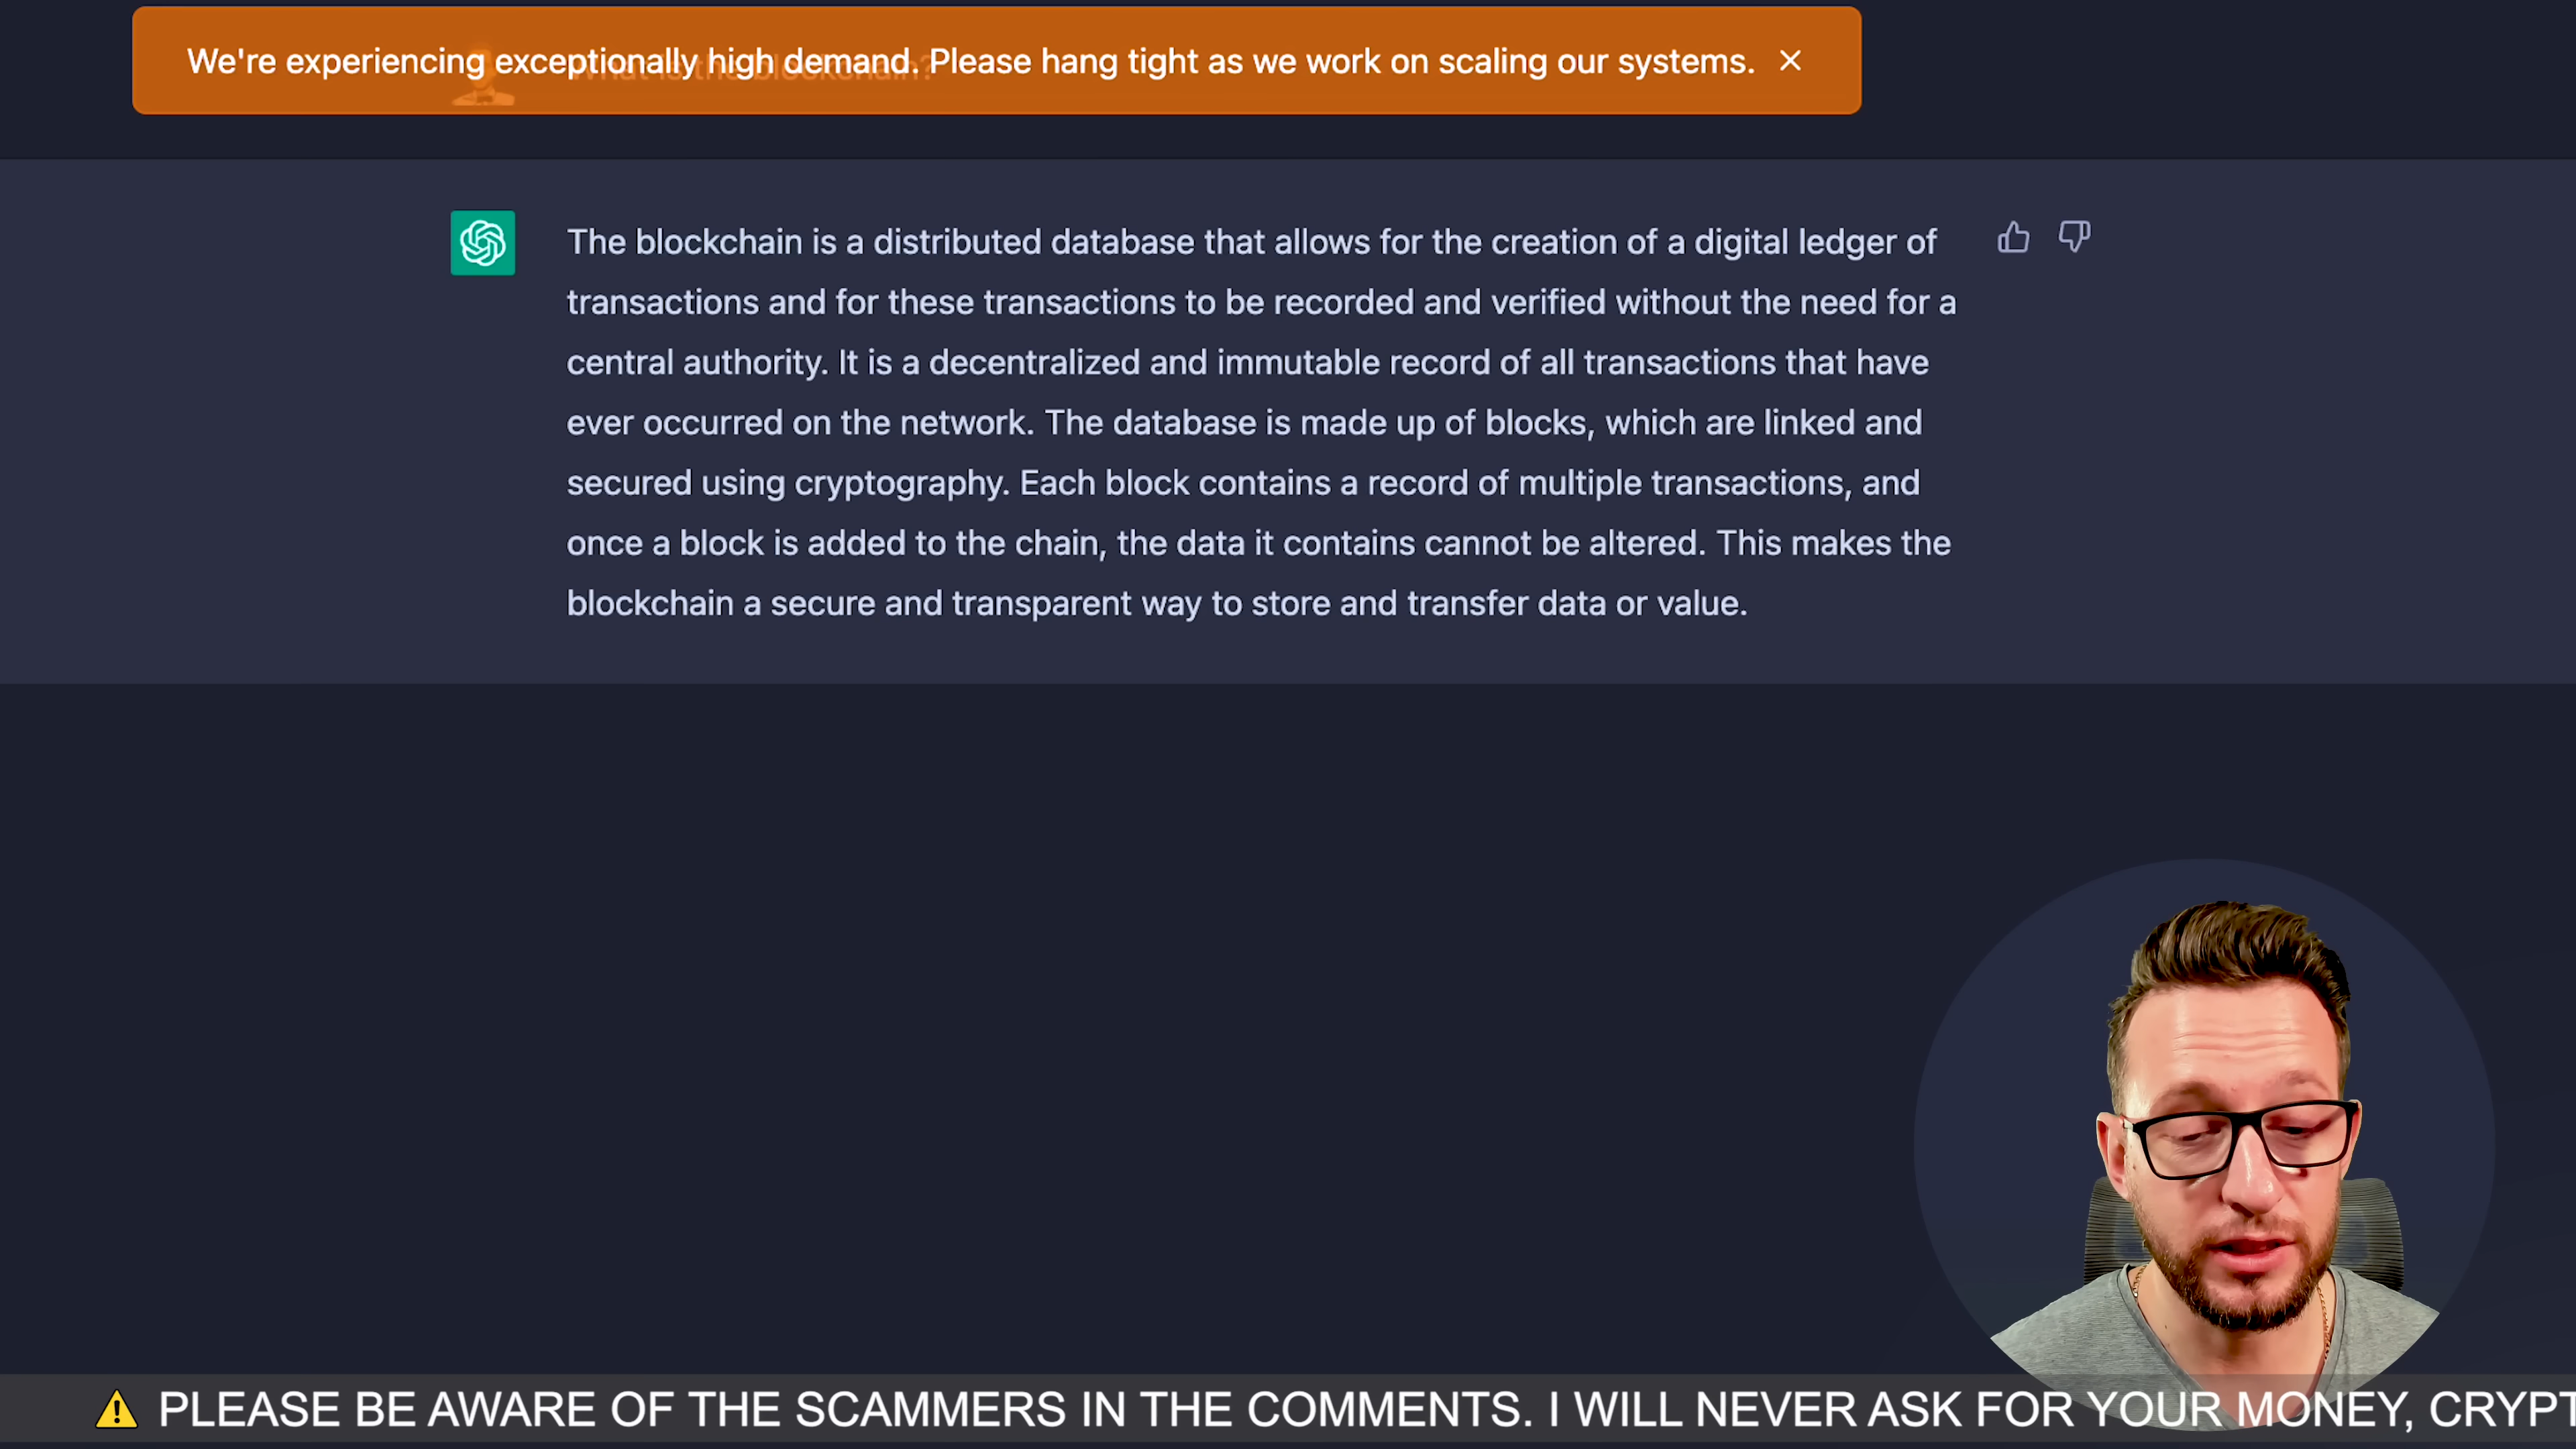 We're experiencing exceptionally high demand. Please hang tight as we work on scaling our systems.
What is the blockchain?
The blockchain is a distributed database that allows for the creation of a digital ledger of
transactions and for these transactions to be recorded and verified without the need for a
central authority. It is a decentralized and immutable record of all transactions that have
ever occurred on the network. The database is made up of blocks, which are linked and
secured using cryptography. Each block contains a record of multiple transactions, and
once a block is added to the chain, the data it contains cannot be altered. This makes the
blockchain a secure and transparent way to store and transfer data or value.
PLEASE BE AWARE OF THE SCAMMERS IN THE COMMENTS. I WILL NEVER ASK FOR YOUR MONEY, CRYPT